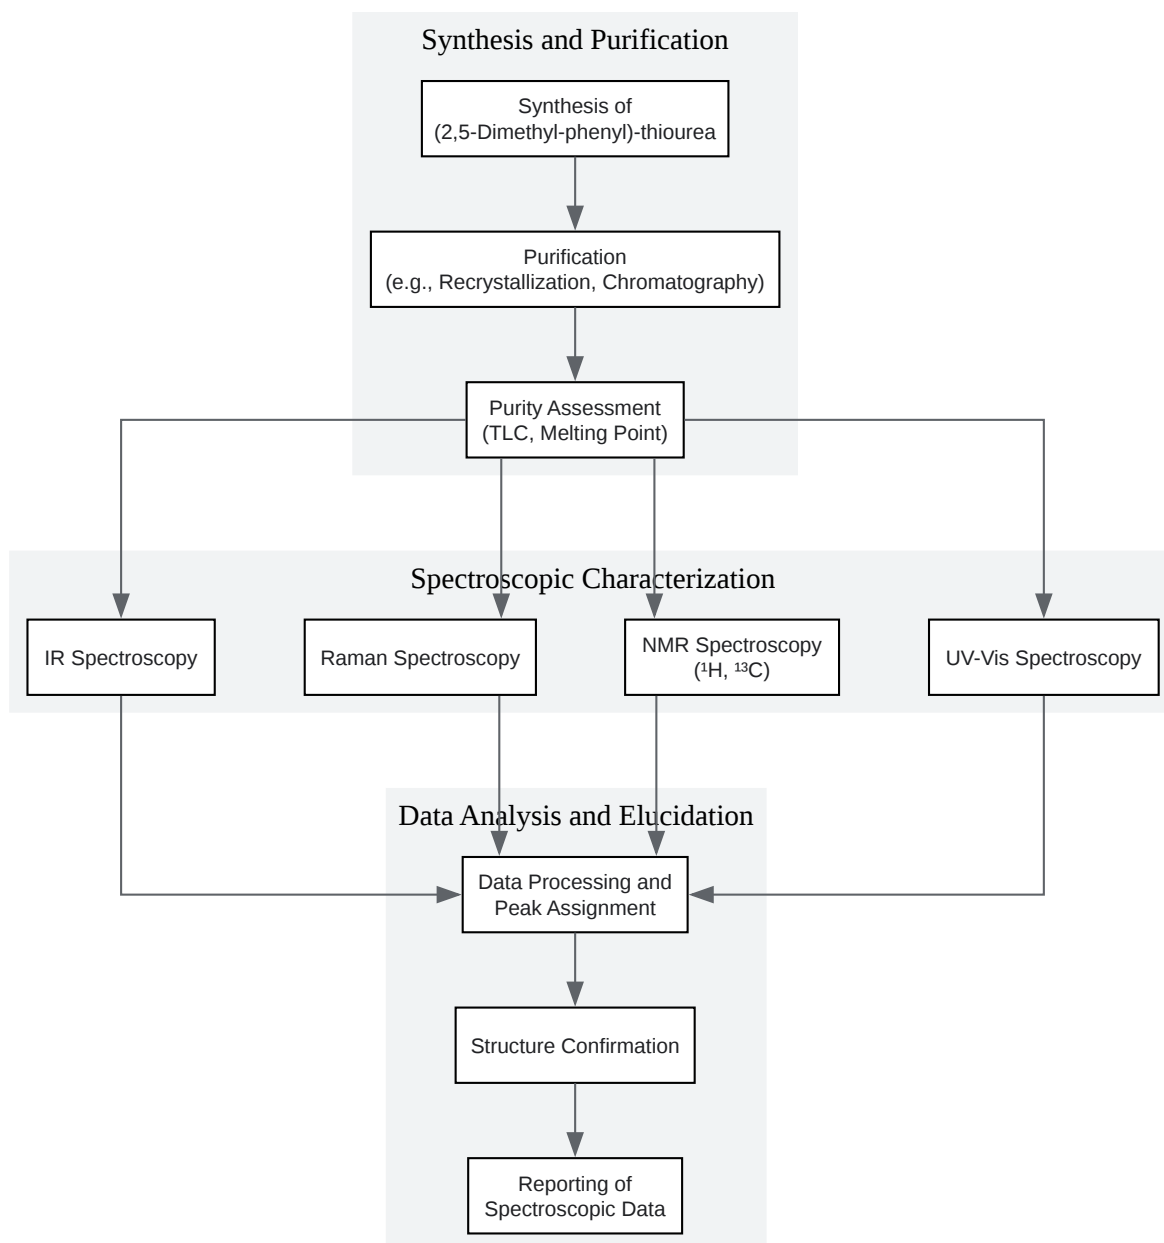 Synthesis and Purification
Synthesis of
(2,5-Dimethyl-phenyl)-thiourea
Purification
(e.g., Recrystallization, Chromatography)
Purity Assessment
(TLC, Melting Point)
Spectroscopic Characterization
IR Spectroscopy
Raman Spectroscopy
NMR Spectroscopy
(¹H, ¹³C)
UV-Vis Spectroscopy
Data Analysis and Elucidation
Data Processing and
Peak Assignment
Structure Confirmation
Reporting of
Spectroscopic Data